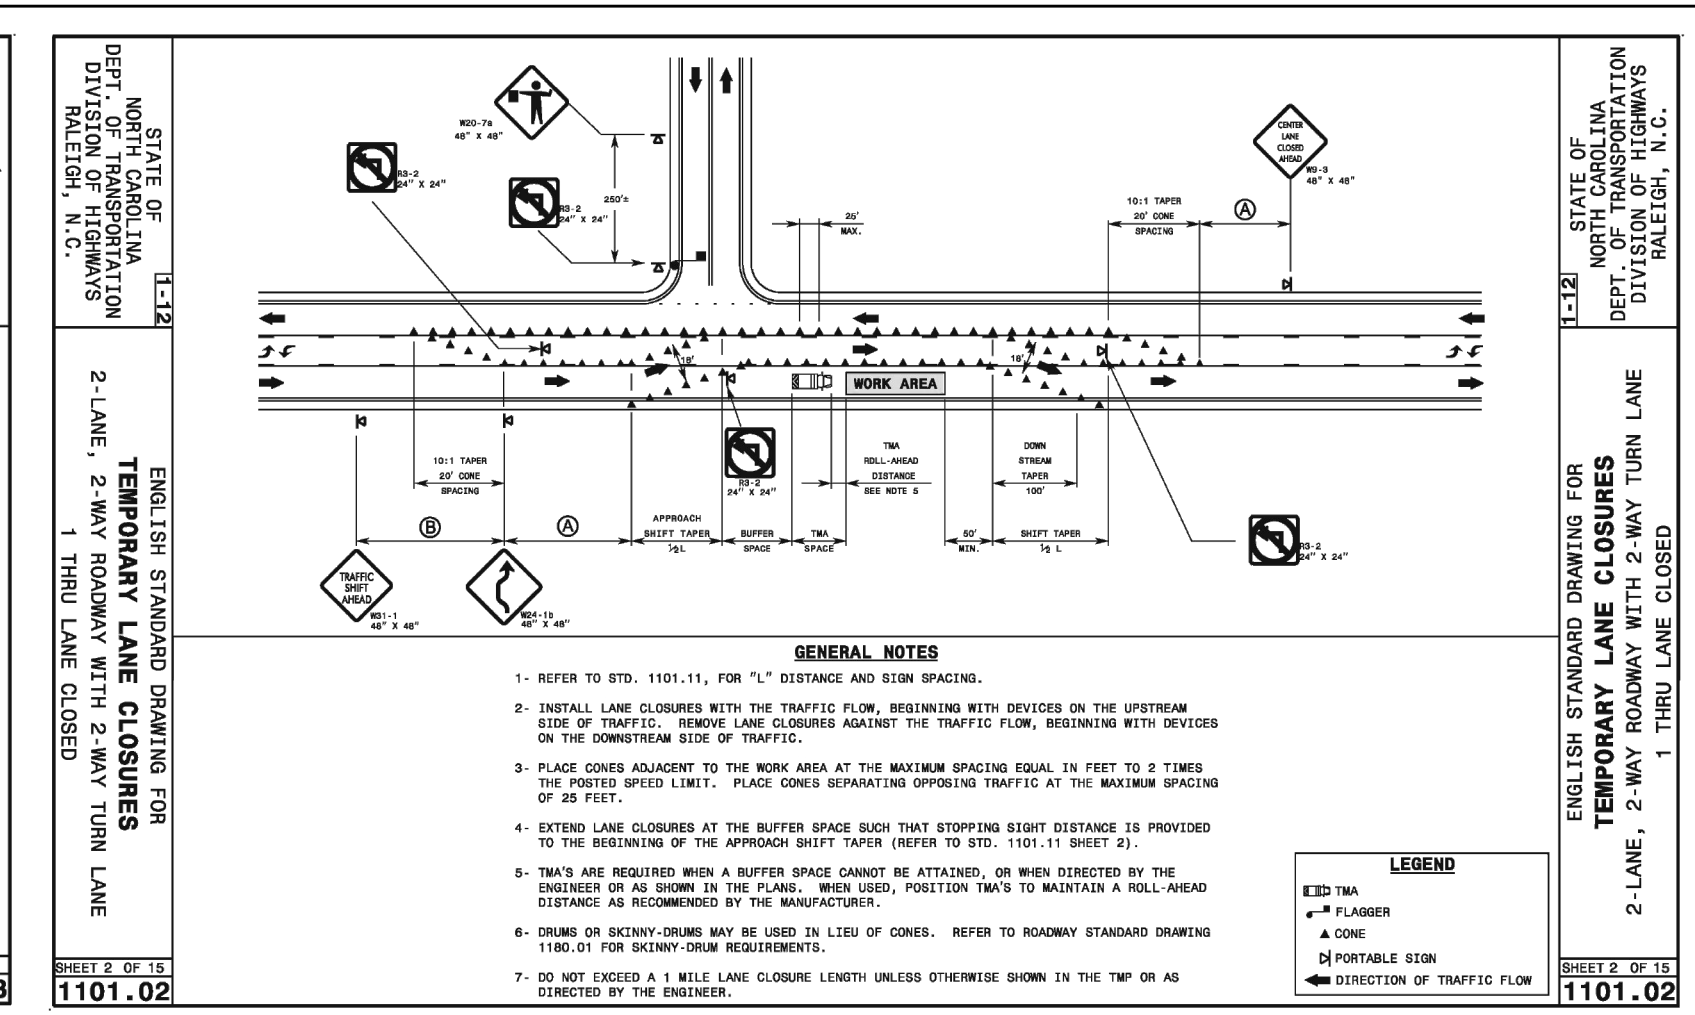 STATE OF
NORTH CAROLINA
DEPT. OF TRANSPORTATION
DIVISION OF HIGHWAYS
RALEIGH, N.C.
1-12
ENGLISH STANDARD DRAWING FOR
TEMPORARY LANE CLOSURES
2-LANE, 2-WAY ROADWAY WITH 2-WAY TURN LANE
1 THRU LANE CLOSED
SHEET 2 OF 15
1101.02
W20-7a
48" X 48"
R3-2
24" X 24"
R3-2
24" X 24"
250'±
25'
MAX.
10:1 TAPER
20' CONE
SPACING
A
CENTER
LANE
CLOSED
AHEAD
W9-3
48" X 48"
18'
18'
WORK AREA
10:1 TAPER
20' CONE
SPACING
R3-2
24" X 24"
TMA
ROLL-AHEAD
DISTANCE
SEE NOTE 5
DOWN
STREAM
TAPER
100'
B
A
APPROACH
SHIFT TAPER
½L
BUFFER
SPACE
TMA
SPACE
50'
MIN.
SHIFT TAPER
½ L
R3-2
24" X 24"
TRAFFIC
SHIFT
AHEAD
W31-1
48" X 48"
W24-1b
48" X 48"
GENERAL NOTES
1- REFER TO STD. 1101.11, FOR "L" DISTANCE AND SIGN SPACING.
2- INSTALL LANE CLOSURES WITH THE TRAFFIC FLOW, BEGINNING WITH DEVICES ON THE UPSTREAM
SIDE OF TRAFFIC. REMOVE LANE CLOSURES AGAINST THE TRAFFIC FLOW, BEGINNING WITH DEVICES
ON THE DOWNSTREAM SIDE OF TRAFFIC.
3- PLACE CONES ADJACENT TO THE WORK AREA AT THE MAXIMUM SPACING EQUAL IN FEET TO 2 TIMES
THE POSTED SPEED LIMIT. PLACE CONES SEPARATING OPPOSING TRAFFIC AT THE MAXIMUM SPACING
OF 25 FEET.
4- EXTEND LANE CLOSURES AT THE BUFFER SPACE SUCH THAT STOPPING SIGHT DISTANCE IS PROVIDED
TO THE BEGINNING OF THE APPROACH SHIFT TAPER (REFER TO STD. 1101.11 SHEET 2).
5- TMA'S ARE REQUIRED WHEN A BUFFER SPACE CANNOT BE ATTAINED, OR WHEN DIRECTED BY THE
ENGINEER OR AS SHOWN IN THE PLANS. WHEN USED, POSITION TMA'S TO MAINTAIN A ROLL-AHEAD
DISTANCE AS RECOMMENDED BY THE MANUFACTURER.
6- DRUMS OR SKINNY-DRUMS MAY BE USED IN LIEU OF CONES. REFER TO ROADWAY STANDARD DRAWING
1180.01 FOR SKINNY-DRUM REQUIREMENTS.
7- DO NOT EXCEED A 1 MILE LANE CLOSURE LENGTH UNLESS OTHERWISE SHOWN IN THE TMP OR AS
DIRECTED BY THE ENGINEER.
LEGEND
TMA
FLAGGER
CONE
PORTABLE SIGN
DIRECTION OF TRAFFIC FLOW
STATE OF
NORTH CAROLINA
DEPT. OF TRANSPORTATION
DIVISION OF HIGHWAYS
RALEIGH, N.C.
1-12
ENGLISH STANDARD DRAWING FOR
TEMPORARY LANE CLOSURES
2-LANE, 2-WAY ROADWAY WITH 2-WAY TURN LANE
1 THRU LANE CLOSED
SHEET 2 OF 15
1101.02